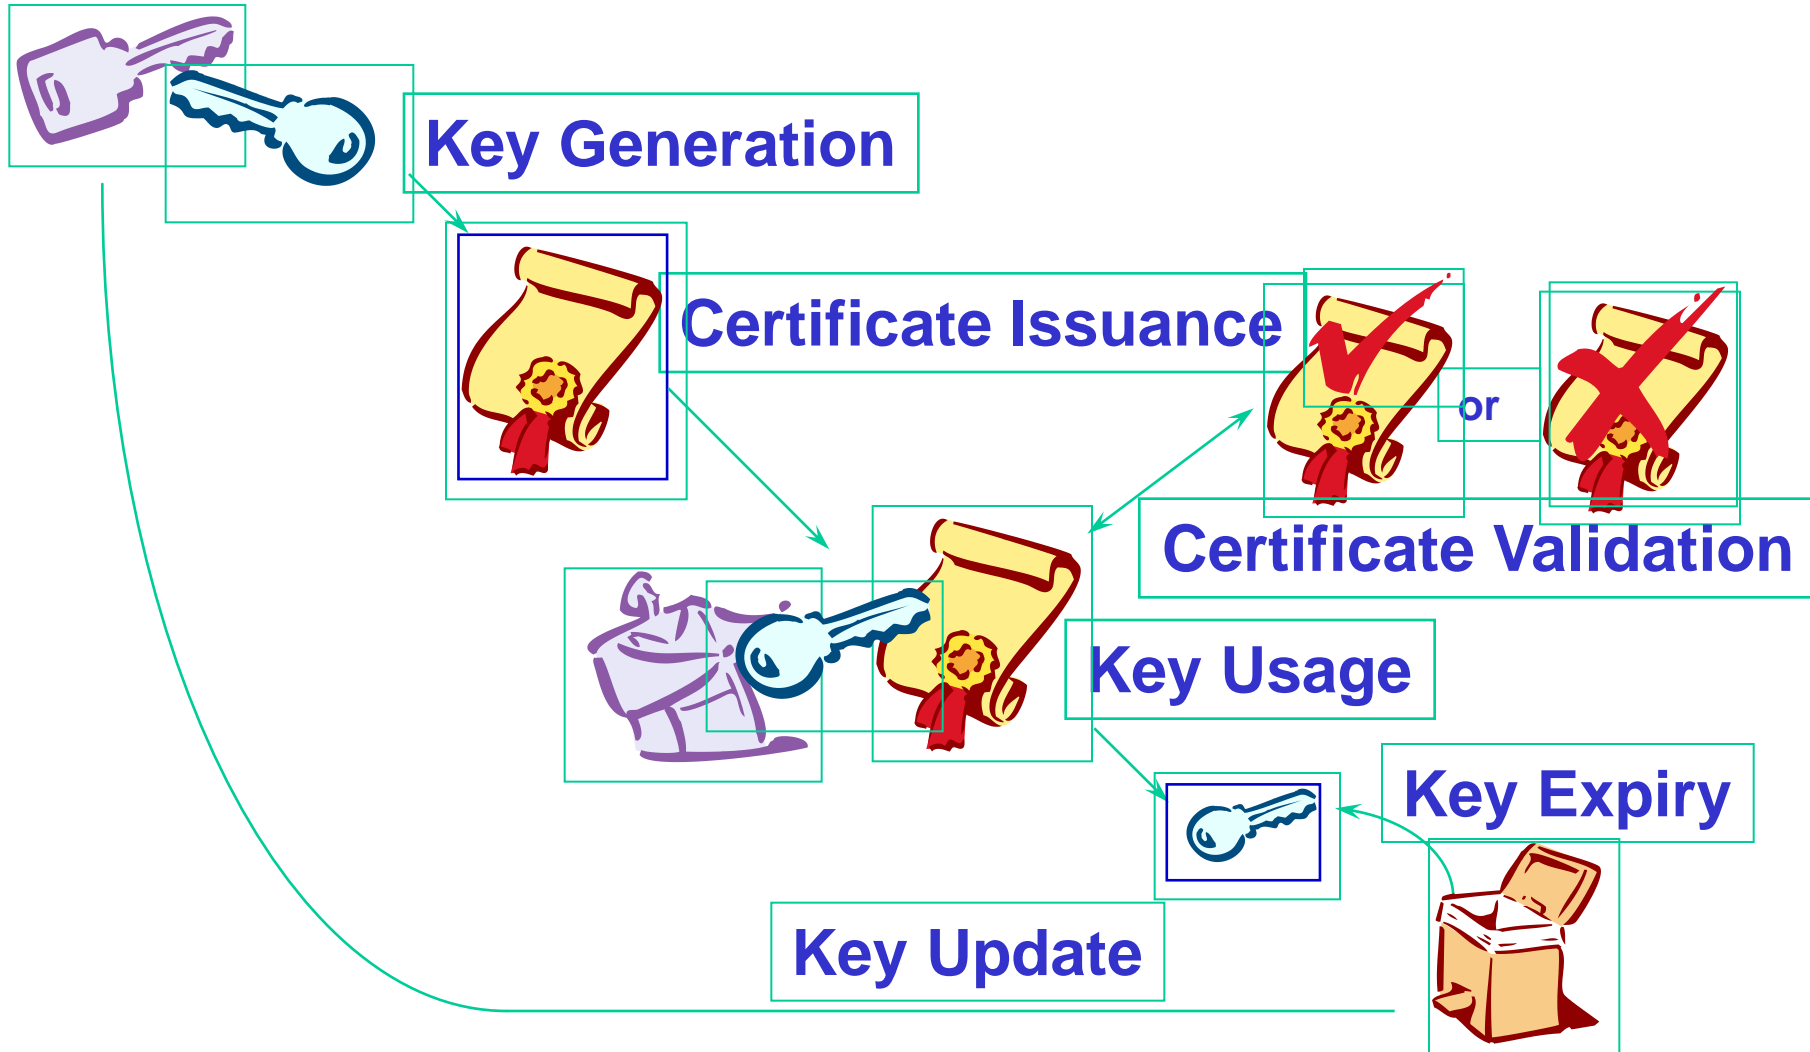 Key Generation
Certificate Issuance
or
Certificate Validation
Key Usage
Key Expiry
Key Update